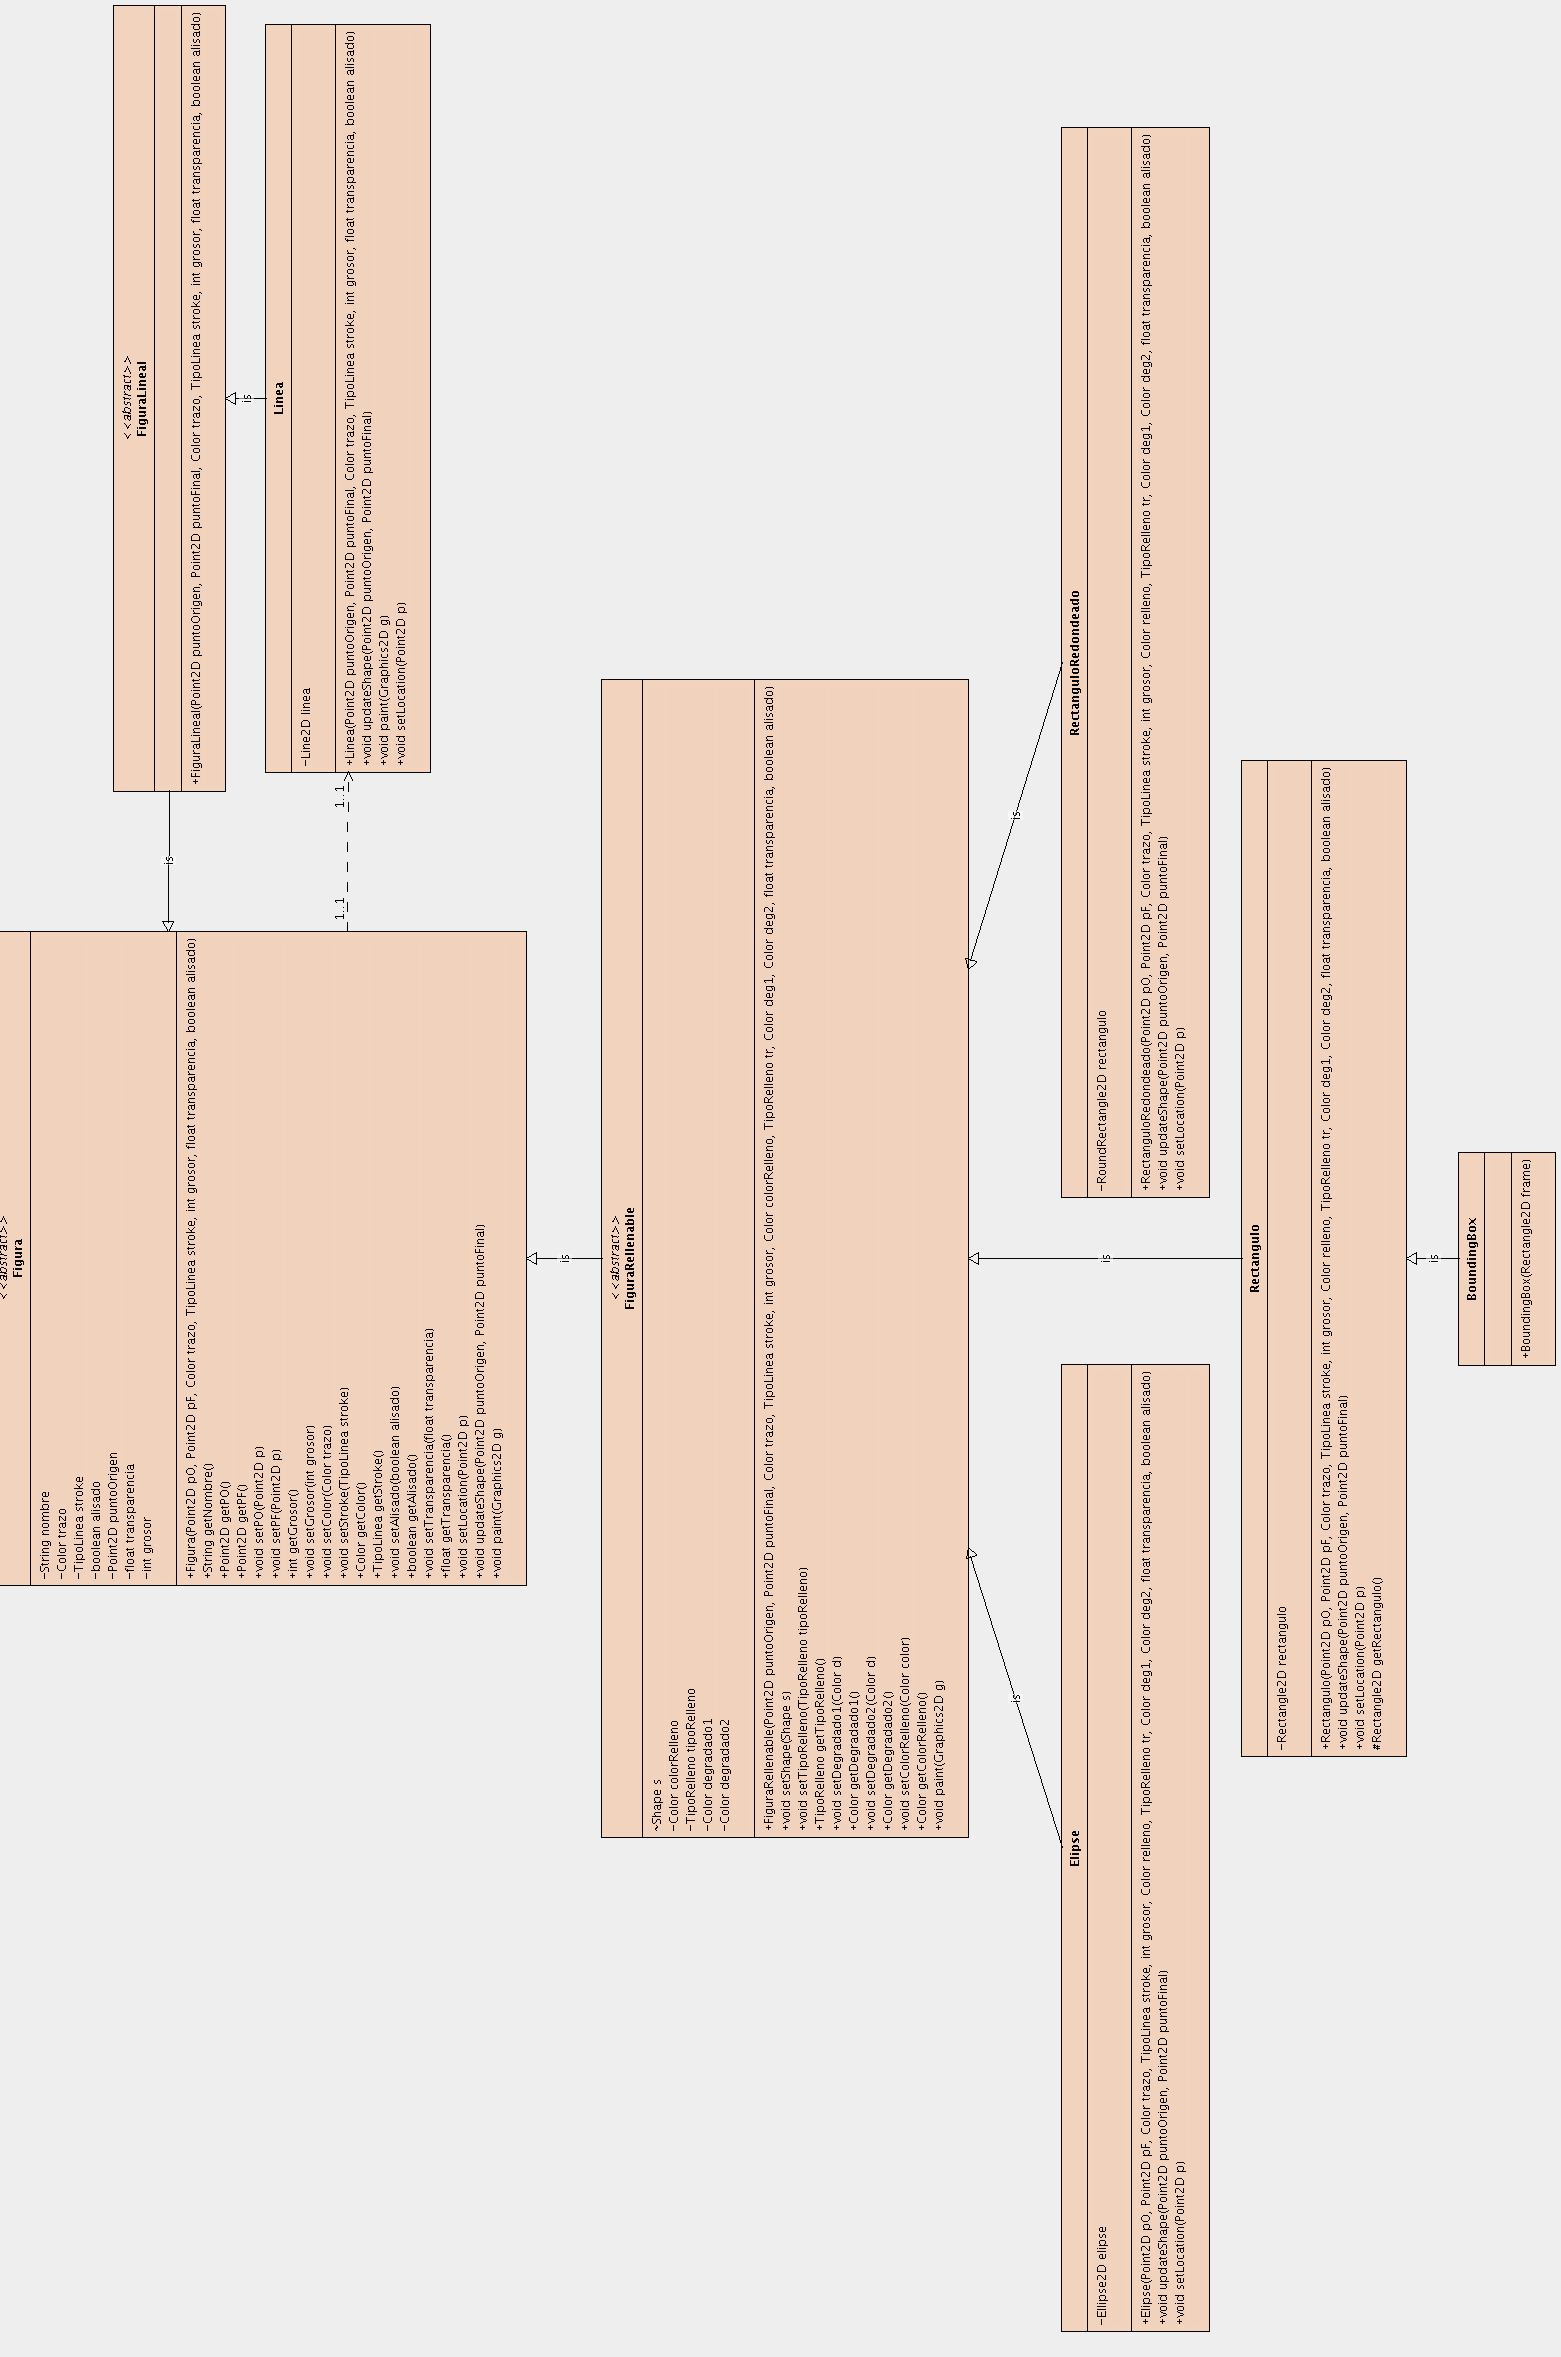 <<abstract>>
Figura
-String nombre
-Color trazo
-TipoLinea stroke
-boolean alisado
-Point2D puntoOrigen
-float transparencia
-int grosor
+Figura(Point2D pO, Point2D pF, Color trazo, TipoLinea stroke, int grosor, float transparencia, boolean alisado)
+String getNombre()
+Point2D getPO()
+Point2D getPF()
+void setPO(Point2D p)
+void setPF(Point2D p)
+int getGrosor()
+void setGrosor(int grosor)
+void setColor(Color trazo)
+void setStroke(TipoLinea stroke)
+Color getColor()
+TipoLinea getStroke()
+void setAlisado(boolean alisado)
+boolean getAlisado()
+void setTransparencia(float transparencia)
+float getTransparencia()
+void setLocation(Point2D p)
+void updateShape(Point2D puntoOrigen, Point2D puntoFinal)
+void paint(Graphics2D g)
is
<<abstract>>
FiguraLineal
+FiguraLineal(Point2D puntoOrigen, Point2D puntoFinal, Color trazo, TipoLinea stroke, int grosor, float transparencia, boolean alisado)
is
1..1
1..1
Linea
-Line2D linea
+Linea(Point2D puntoOrigen, Point2D puntoFinal, Color trazo, TipoLinea stroke, int grosor, float transparencia, boolean alisado)
+void updateShape(Point2D puntoOrigen, Point2D puntoFinal)
+void paint(Graphics2D g)
+void setLocation(Point2D p)
is
<<abstract>>
FiguraRellenable
~Shape s
-Color colorRelleno
-TipoRelleno tipoRelleno
-Color degradado1
-Color degradado2
+FiguraRellenable(Point2D puntoOrigen, Point2D puntoFinal, Color trazo, TipoLinea stroke, int grosor, Color colorRelleno, TipoRelleno tr, Color deg1, Color deg2, float transparencia, boolean alisado)
+void setShape(Shape s)
+void setTipoRelleno(TipoRelleno tipoRelleno)
+TipoRelleno getTipoRelleno()
+void setDegradado1(Color d)
+Color getDegradado1()
+void setDegradado2(Color d)
+Color getDegradado2()
+void setColorRelleno(Color color)
+Color getColorRelleno()
+void paint(Graphics2D g)
is
is
is
Elipse
-Ellipse2D elipse
+Elipse(Point2D pO, Point2D pF, Color trazo, TipoLinea stroke, int grosor, Color relleno, TipoRelleno tr, Color deg1, Color deg2, float transparencia, boolean alisado)
+void updateShape(Point2D puntoOrigen, Point2D puntoFinal)
+void setLocation(Point2D p)
RectanguloRedondeado
-RoundRectangle2D rectangulo
+RectanguloRedondeado(Point2D pO, Point2D pF, Color trazo, TipoLinea stroke, int grosor, Color relleno, TipoRelleno tr, Color deg1, Color deg2, float transparencia, boolean alisado)
+void updateShape(Point2D puntoOrigen, Point2D puntoFinal)
+void setLocation(Point2D p)
Rectangulo
-Rectangle2D rectangulo
+Rectangulo(Point2D pO, Point2D pF, Color trazo, TipoLinea stroke, int grosor, Color relleno, TipoRelleno tr, Color deg1, Color deg2, float transparencia, boolean alisado)
+void updateShape(Point2D puntoOrigen, Point2D puntoFinal)
+void setLocation(Point2D p)
#Rectangle2D getRectangulo()
is
BoundingBox
+BoundingBox(Rectangle2D frame)